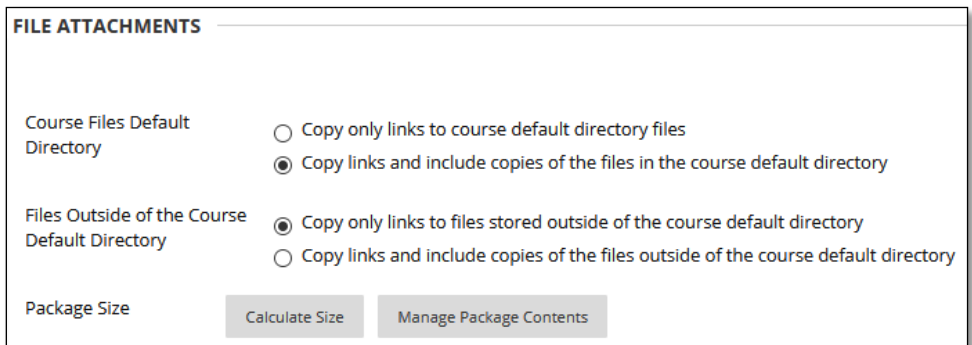 FILE ATTACHMENTS
Course Files Default
Directory
Copy only links to course default directory files
Copy links and include copies of the files in the course default directory
Files Outside of the Course
Default Directory
Copy only links to files stored outside of the course default directory
Copy links and include copies of the files outside of the course default directory
Package Size
Calculate Size
Manage Package Contents